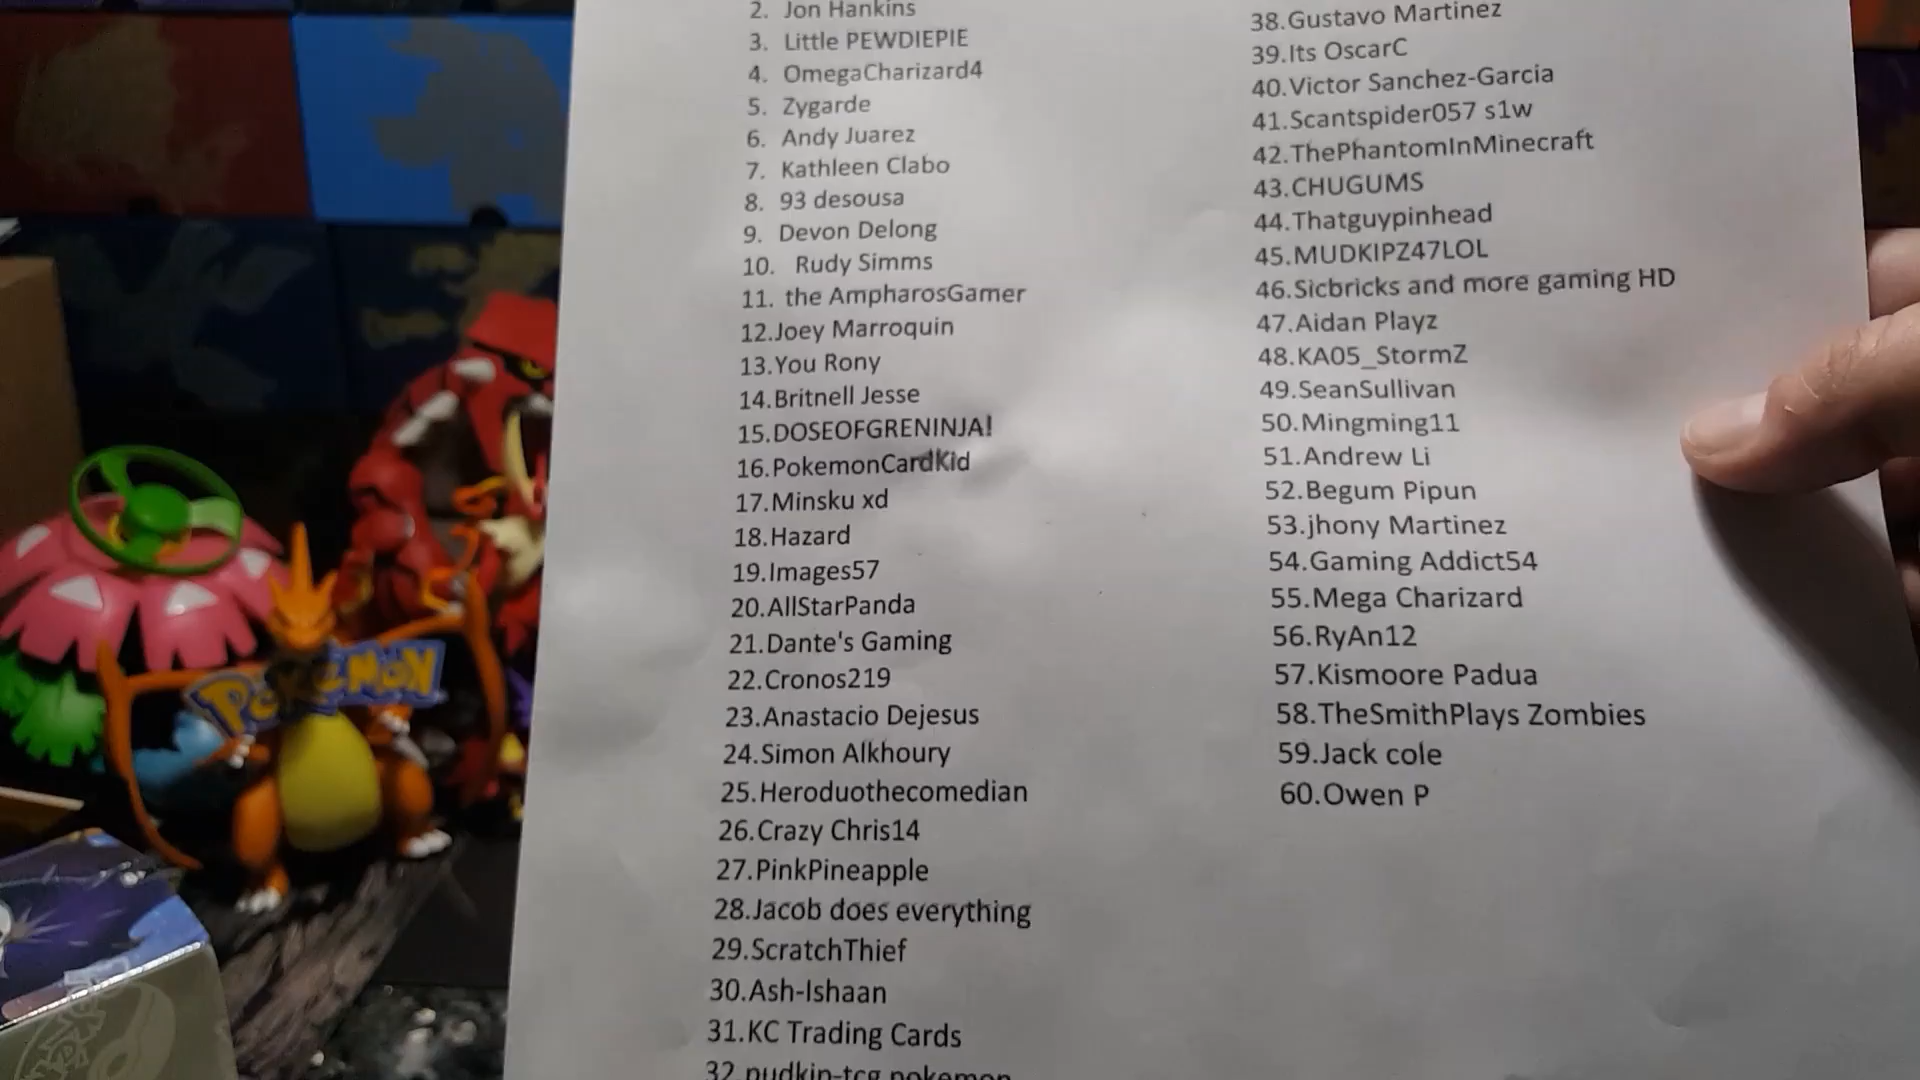 2. Jon Hankins
3. Little PEWDIEPIE
4. OmegaCharizard4
5. Zygarde
6. Andy Juarez
7. Kathleen Clabo
8. 93 desousa
9. Devon Delong
10. Rudy Simms
11. the AmpharosGamer
12.Joey Marroquin
13.You Rony
14.Britnell Jesse
15.DOSEOFGRENINJA!
16.PokemonCardKid
17.Minsku xd
18.Hazard
19.Images57
20.AllStarPanda
21.Dante's Gaming
22.Cronos219
23.Anastacio Dejesus
24.Simon Alkhoury
25.Heroduothecomedian
26.Crazy Chris14
27.PinkPineapple
28.Jacob does everything
29.ScratchThief
30.Ash-Ishaan
31.KC Trading Cards
32.pudkip-tcg pokemon
38.Gustavo Martinez
39.Its OscarC
40.Victor Sanchez-Garcia
41.Scantspider057 s1w
42.ThePhantomInMinecraft
43.CHUGUMS
44.Thatguypinhead
45.MUDKIPZ47LOL
46.Sicbricks and more gaming HD
47.Aidan Playz
48.KA05_StormZ
49.SeanSullivan
50.Mingming11
51.Andrew Li
52.Begum Pipun
53.jhony Martinez
54.Gaming Addict54
55.Mega Charizard
56.RyAn12
57.Kismoore Padua
58.TheSmithPlays Zombies
59.Jack cole
60.Owen P
POKéMON